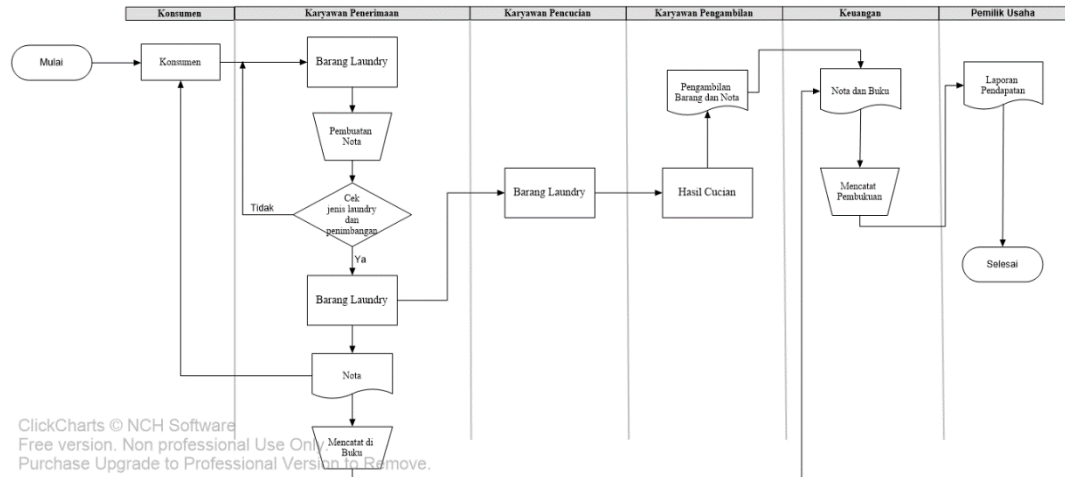 Konsumen
Karyawan Penerimaan
Karyawan Pencucian
Karyawan Pengambilan
Keuangan
Pemilik Usaha
Mulai
Konsumen
Barang Laundry
Pembuatan
Nota
Cek
jenis laundry
dan
penimbangan
Tidak
Ya
Barang Laundry
Nota
Mencatat di
Buku
Barang Laundry
Hasil Cucian
Pengambilan
Barang dan Nota
Nota dan Buku
Mencatat
Pembukuan
Laporan
Pendapatan
Selesai
ClickCharts © NCH Software
Free version. Non professional Use Only.
Purchase Upgrade to Professional Version to Remove.